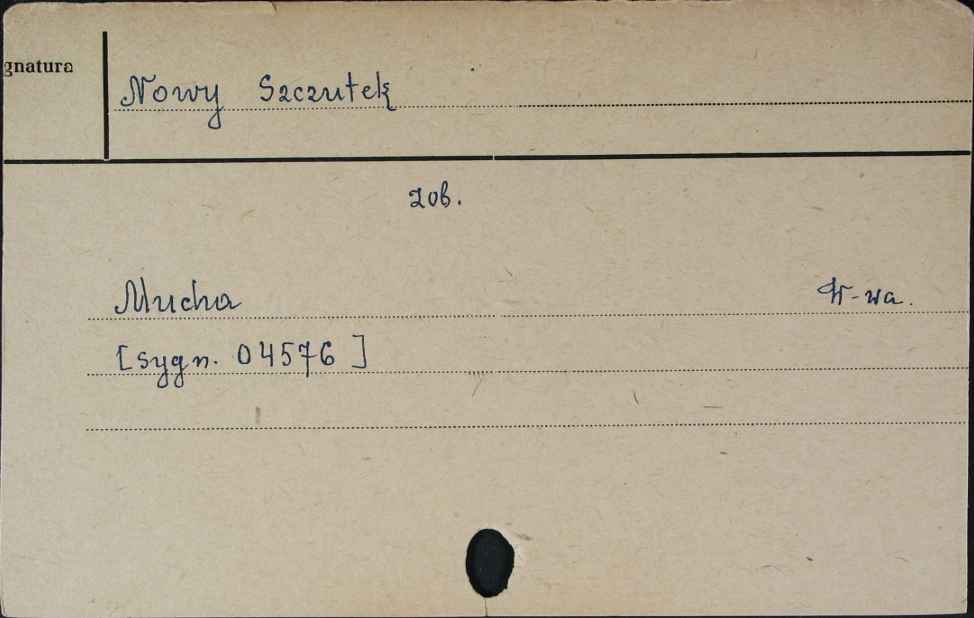 gnatura
Nowy Szczutek
zob.
Mucha W-wa.
[sygn. 04576]